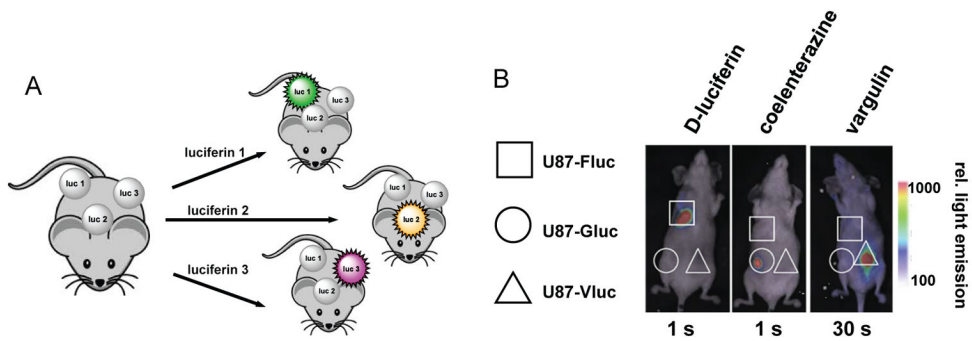 A
luc 1
luc 3
luc 2
luciferin 1
luciferin 2
luciferin 3
luc 1
luc 3
luc 2
luc 1
luc 3
luc 2
luc 1
luc 3
luc 2
B
U87-Fluc
U87-Gluc
U87-Vluc
D-luciferin
coelenterazine
vargulin
1 s
1 s
30 s
1000
100
rel. light emission